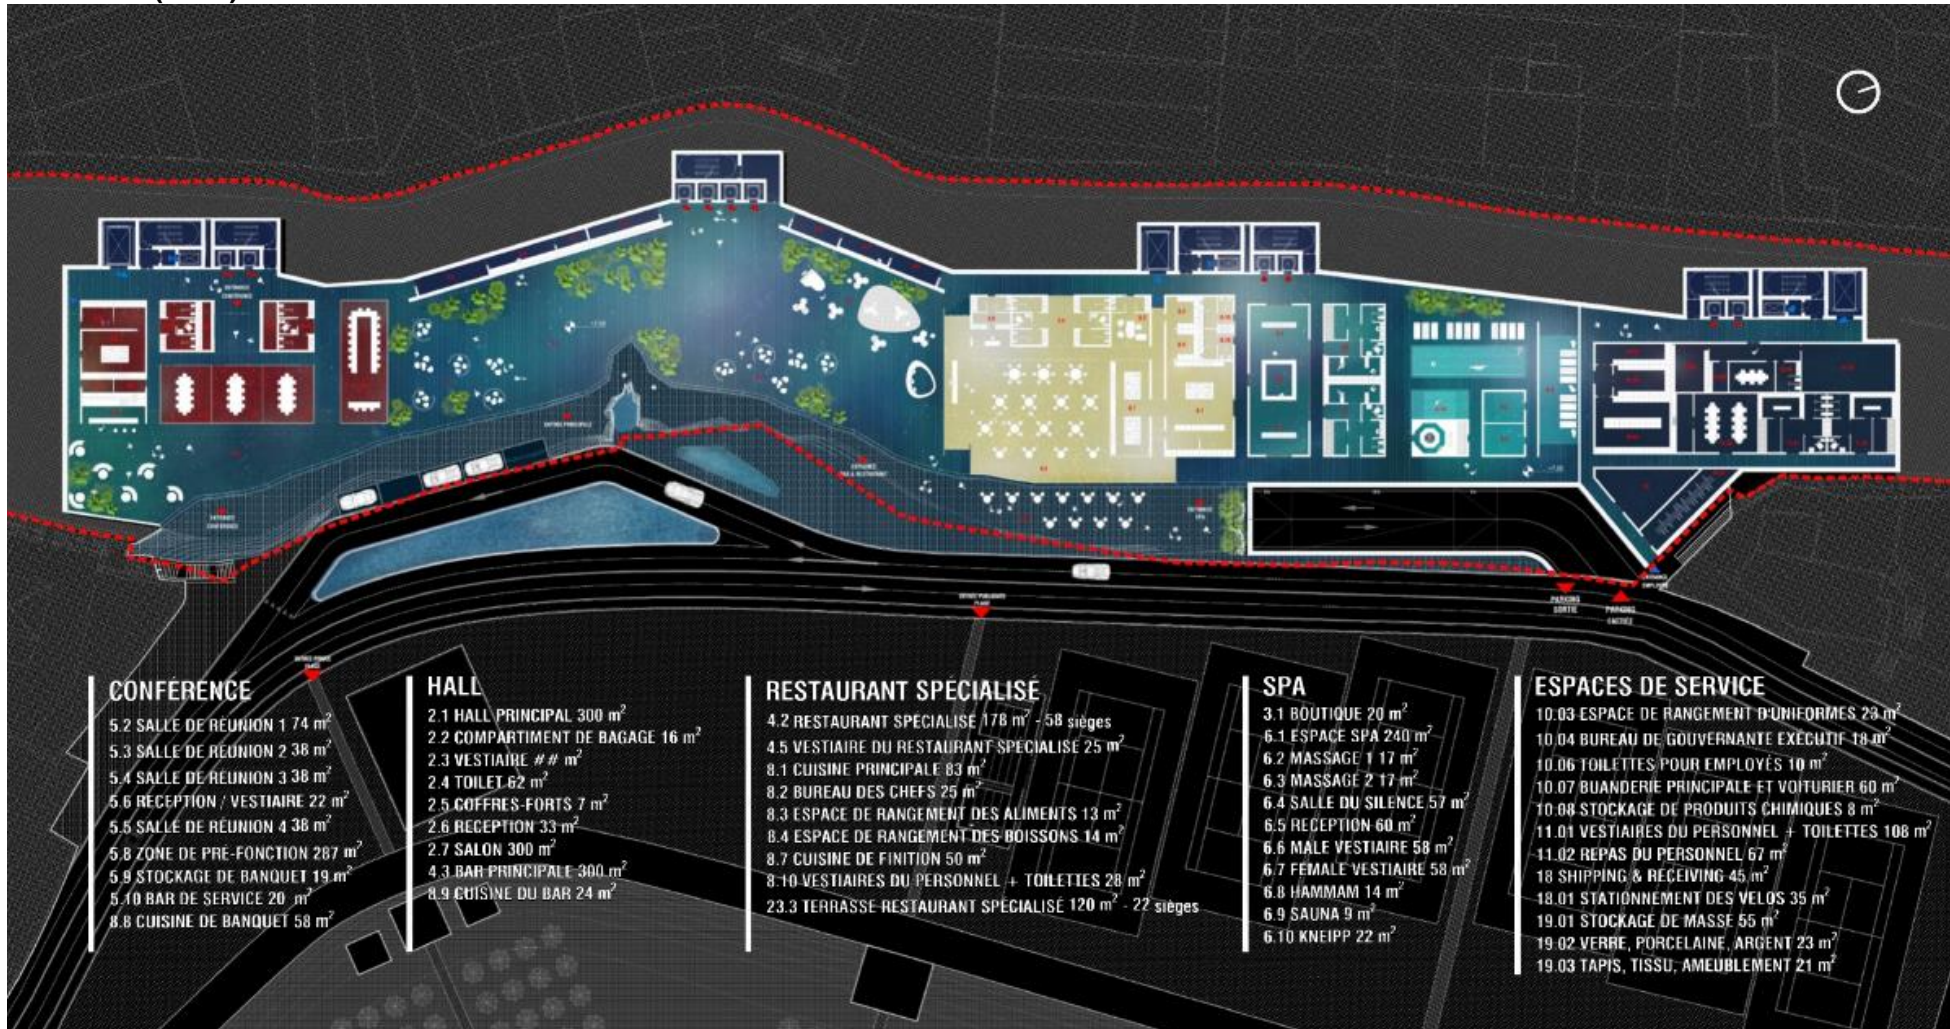 ENTRANCE
CONFÉRENCE
ENTRÉE PRINCIPALE
ENTRANCE
SPA & RESTAURANT
ENTRANCE
SPA
PARKING
SORTIE
PARKING
ENTRÉE
CONFÉRENCE
5.2 SALLE DE RÉUNION 1 74 m²
5.3 SALLE DE RÉUNION 2 38 m²
5.4 SALLE DE RÉUNION 3 38 m²
5.6 RÉCEPTION / VESTIAIRE 22 m²
5.5 SALLE DE RÉUNION 4 38 m²
5.8 ZONE DE PRÉ-FONCTION 287 m²
5.9 STOCKAGE DE BANQUET 19 m²
5.10 BAR DE SERVICE 20 m²
8.8 CUISINE DE BANQUET 58 m²
HALL
2.1 HALL PRINCIPAL 300 m²
2.2 COMPARTIMENT DE BAGAGE 16 m²
2.3 VESTIAIRE ## m²
2.4 TOILET 62 m²
2.5 COFFRES-FORTS 7 m²
2.6 RÉCEPTION 33 m²
2.7 SALON 300 m²
4.3 BAR PRINCIPALE 300 m²
8.9 CUISINE DU BAR 24 m²
RESTAURANT SPÉCIALISÉ
4.2 RESTAURANT SPÉCIALISÉ 178 m² - 58 sièges
4.5 VESTIAIRE DU RESTAURANT SPÉCIALISÉ 25 m²
8.1 CUISINE PRINCIPALE 83 m²
8.2 BUREAU DES CHEFS 25 m²
8.3 ESPACE DE RANGEMENT DES ALIMENTS 13 m²
8.4 ESPACE DE RANGEMENT DES BOISSONS 14 m²
8.7 CUISINE DE FINITION 50 m²
8.10 VESTIAIRES DU PERSONNEL + TOILETTES 28 m²
23.3 TERRASSE RESTAURANT SPÉCIALISÉ 120 m² - 22 sièges
SPA
3.1 BOUTIQUE 20 m²
6.1 ESPACE SPA 240 m²
6.2 MASSAGE 1 17 m²
6.3 MASSAGE 2 17 m²
6.4 SALLE DU SILENCE 57 m²
6.5 RÉCEPTION 60 m²
6.6 MALE VESTIAIRE 58 m²
6.7 FEMALE VESTIAIRE 58 m²
6.8 HAMMAM 14 m²
6.9 SAUNA 9 m²
6.10 KNEIPP 22 m²
ESPACES DE SERVICE
10.03 ESPACE DE RANGEMENT D'UNIFORMES 23 m²
10.04 BUREAU DE GOUVERNANTE EXÉCUTIF 18 m²
10.06 TOILETTES POUR EMPLOYÉS 10 m²
10.07 BUANDERIE PRINCIPALE ET VOITURIER 60 m²
10.08 STOCKAGE DE PRODUITS CHIMIQUES 8 m²
11.01 VESTIAIRES DU PERSONNEL + TOILETTES 108 m²
11.02 REPAS DU PERSONNEL 67 m²
18 SHIPPING & RECEIVING 45 m²
18.01 STATIONNEMENT DES VÉLOS 35 m²
19.01 STOCKAGE DE MASSE 55 m²
19.02 VERRE, PORCELAINE, ARGENT 23 m²
19.03 TAPIS, TISSU, AMEUBLEMENT 21 m²